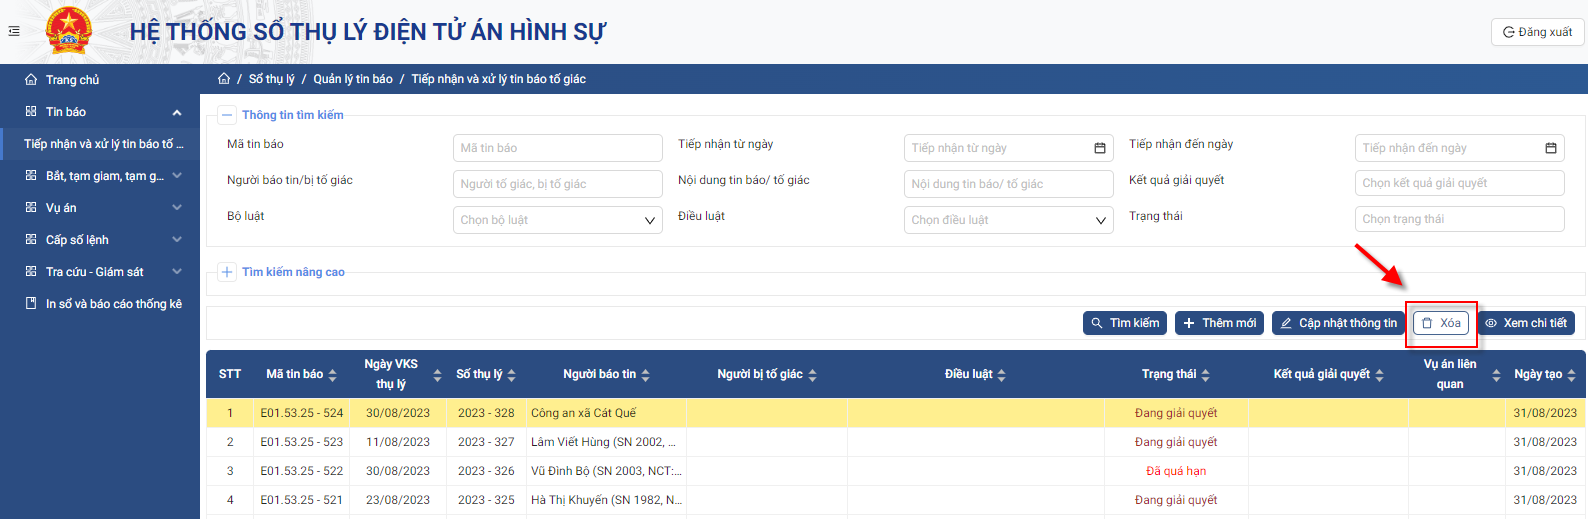 HỆ THỐNG SỔ THỤ LÝ ĐIỆN TỬ ÁN HÌNH SỰ
Đăng xuất
Trang chủ
Tin báo
Tiếp nhận và xử lý tin báo tố ...
Bắt, tạm giam, tạm g...
Vụ án
Cấp số lệnh
Tra cứu - Giám sát
In sổ và báo cáo thống kê
/ Sổ thụ lý / Quản lý tin báo / Tiếp nhận và xử lý tin báo tố giác
Thông tin tìm kiếm
Mã tin báo Mã tin báo Tiếp nhận từ ngày Tiếp nhận từ ngày Tiếp nhận đến ngày Tiếp nhận đến ngày
Người báo tin/bị tố giác Người tố giác, bị tố giác Nội dung tin báo/ tố giác Nội dung tin báo/ tố giác Kết quả giải quyết Chọn kết quả giải quyết
Bộ luật Chọn bộ luật Điều luật Chọn điều luật Trạng thái Chọn trạng thái
Tìm kiếm nâng cao
Tìm kiếm Thêm mới Cập nhật thông tin Xóa Xem chi tiết
STT Mã tin báo Ngày VKS thụ lý Số thụ lý Người báo tin Người bị tố giác Điều luật Trạng thái Kết quả giải quyết Vụ án liên quan Ngày tạo
1 E01.53.25 - 524 30/08/2023 2023 - 328 Công an xã Cát Quế Đang giải quyết 31/08/2023
2 E01.53.25 - 523 11/08/2023 2023 - 327 Lâm Viết Hùng (SN 2002, ... Đang giải quyết 31/08/2023
3 E01.53.25 - 522 30/08/2023 2023 - 326 Vũ Đình Bộ (SN 2003, NCT:... Đã quá hạn 31/08/2023
4 E01.53.25 - 521 23/08/2023 2023 - 325 Hà Thị Khuyến (SN 1982, N... Đang giải quyết 31/08/2023